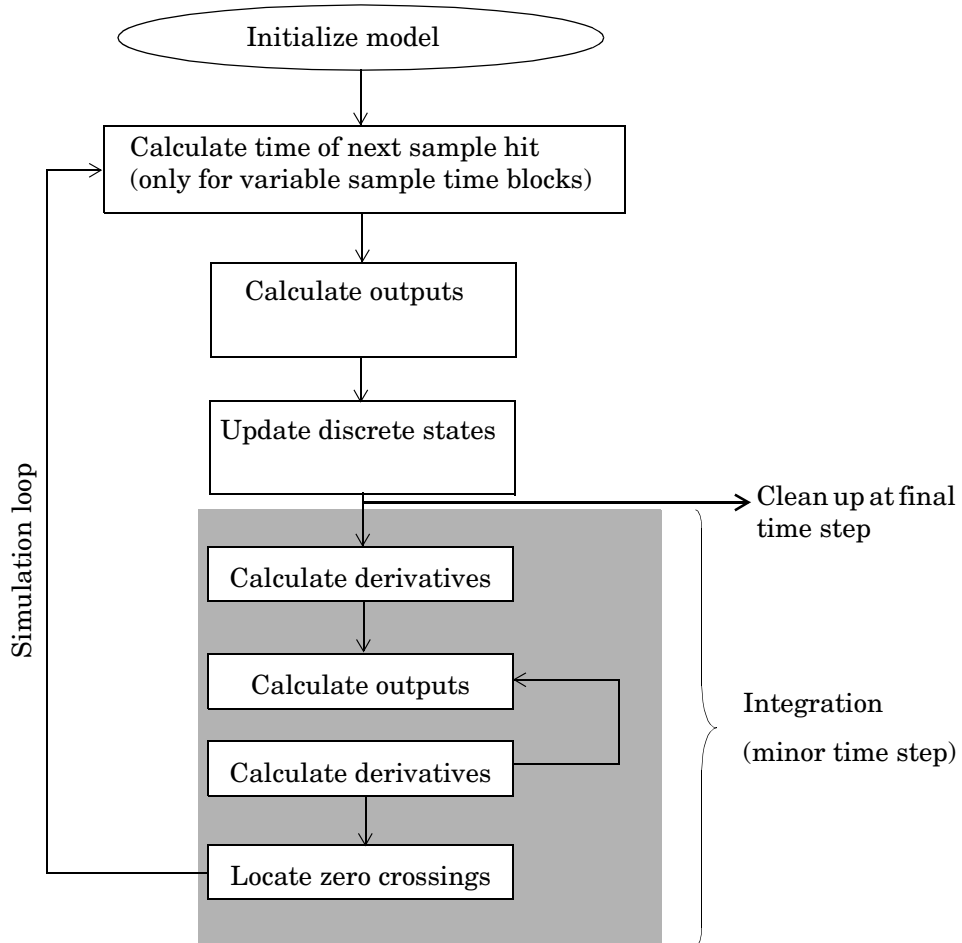 Initialize model
Calculate time of next sample hit
(only for variable sample time blocks)
Calculate outputs
Update discrete states
Clean up at final
time step
Simulation loop
Calculate derivatives
Calculate outputs
Integration
(minor time step)
Calculate derivatives
Locate zero crossings